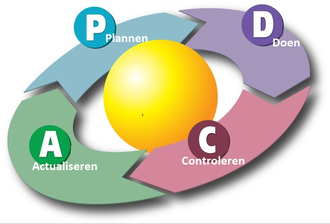 P
Plannen
D
Doen
C
Controleren
A
Actualiseren